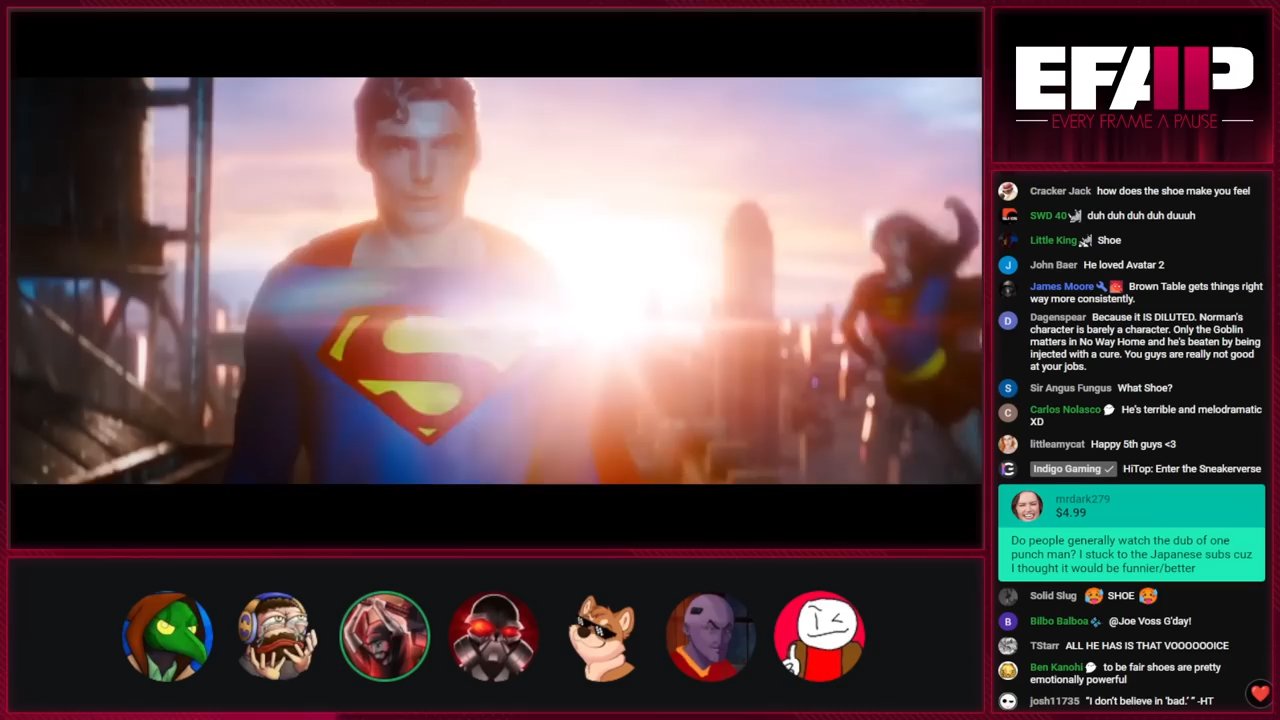 EFAP
EVERY FRAME A PAUSE
Cracker Jack how does the shoe make you feel
SWD 40 duh duh duh duh duuuh
Little King Shoe
J John Baer He loved Avatar 2
James Moore Brown Table gets things right
way more consistently.
D Dagenspear Because it IS DILUTED. Norman's
character is barely a character. Only the Goblin
matters in No Way Home and he's beaten by being
injected with a cure. You guys are really not good
at your jobs.
S Sir Angus Fungus What Shoe?
C Carlos Nolasco He's terrible and melodramatic
XD
littleamycat Happy 5th guys <3
Indigo Gaming ✓ HiTop: Enter the Sneakerverse
mrdark279
$4.99
Do people generally watch the dub of one
punch man? I stuck to the Japanese subs cuz
I thought it would be funnier/better
Solid Slug 🥵 SHOE 🥵
B Bilbo Balboa @Joe Voss G'day!
TStarr ALL HE HAS IS THAT VOOOOOOICE
Ben Kanohi to be fair shoes are pretty
emotionally powerful
josh11735 "I don't believe in 'bad.' " -HT